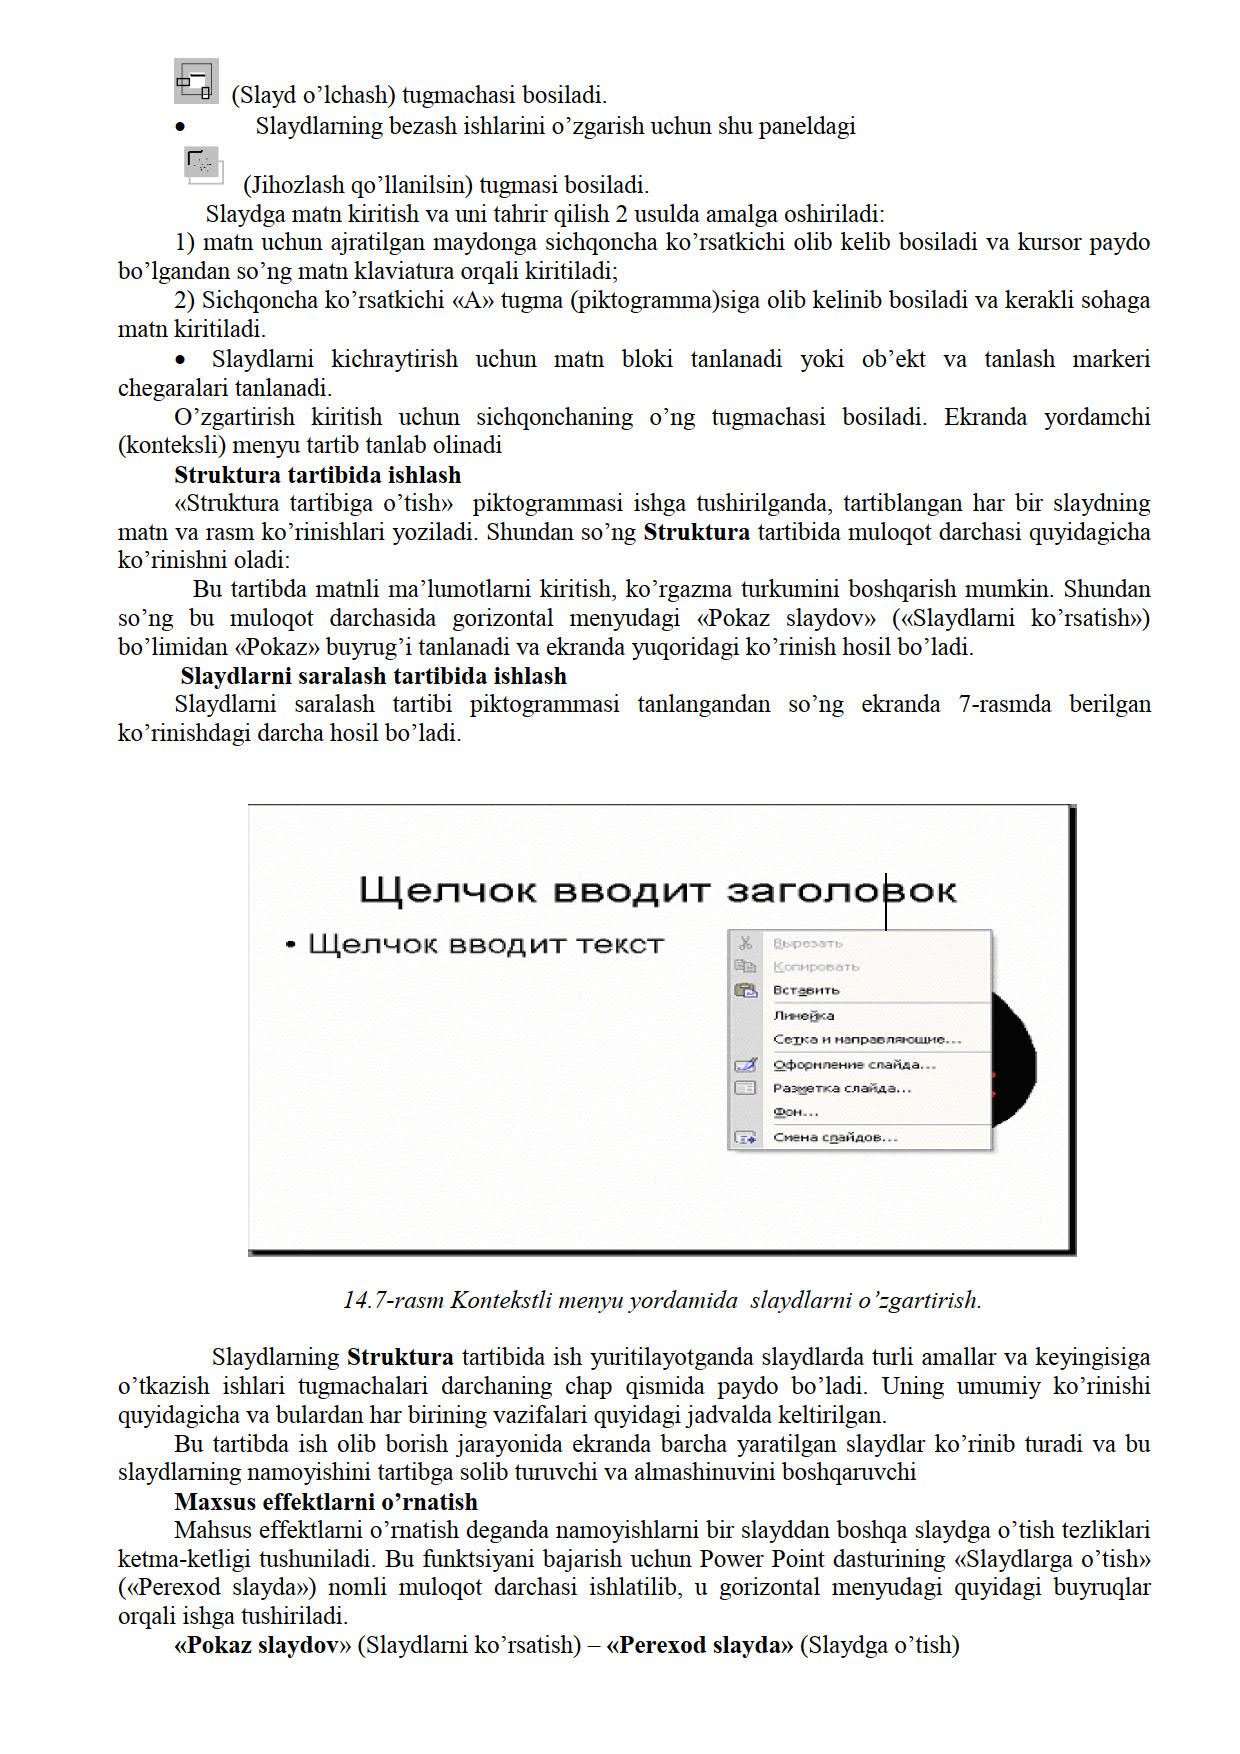 (Slayd o’lchash) tugmachasi bosiladi.
• Slaydlarning bezash ishlarini o’zgarish uchun shu paneldagi
(Jihozlash qo’llanilsin) tugmasi bosiladi.
Slaydga matn kiritish va uni tahrir qilish 2 usulda amalga oshiriladi:
1) matn uchun ajratilgan maydonga sichqoncha ko’rsatkichi olib kelib bosiladi va kursor paydo
bo’lgandan so’ng matn klaviatura orqali kiritiladi;
2) Sichqoncha ko’rsatkichi «A» tugma (piktogramma)siga olib kelinib bosiladi va kerakli sohaga
matn kiritiladi.
• Slaydlarni kichraytirish uchun matn bloki tanlanadi yoki ob’ekt va tanlash markeri
chegaralari tanlanadi.
O’zgartirish kiritish uchun sichqonchaning o’ng tugmachasi bosiladi. Ekranda yordamchi
(konteksli) menyu tartib tanlab olinadi
Struktura tartibida ishlash
«Struktura tartibiga o’tish» piktogrammasi ishga tushirilganda, tartiblangan har bir slaydning
matn va rasm ko’rinishlari yoziladi. Shundan so’ng Struktura tartibida muloqot darchasi quyidagicha
ko’rinishni oladi:
Bu tartibda matnli ma’lumotlarni kiritish, ko’rgazma turkumini boshqarish mumkin. Shundan
so’ng bu muloqot darchasida gorizontal menyudagi «Pokaz slaydov» («Slaydlarni ko’rsatish»)
bo’limidan «Pokaz» buyrug’i tanlanadi va ekranda yuqoridagi ko’rinish hosil bo’ladi.
Slaydlarni saralash tartibida ishlash
Slaydlarni saralash tartibi piktogrammasi tanlangandan so’ng ekranda 7-rasmda berilgan
ko’rinishdagi darcha hosil bo’ladi.
Щелчок вводит заголовок
• Щелчок вводит текст
Вырезать
Копировать
Вставить
Линейка
Сетка и направляющие...
Оформление слайда...
Разметка слайда...
Фон...
Смена слайдов...
14.7-rasm Kontekstli menyu yordamida slaydlarni o’zgartirish.
Slaydlarning Struktura tartibida ish yuritilayotganda slaydlarda turli amallar va keyingisiga
o’tkazish ishlari tugmachalari darchaning chap qismida paydo bo’ladi. Uning umumiy ko’rinishi
quyidagicha va bulardan har birining vazifalari quyidagi jadvalda keltirilgan.
Bu tartibda ish olib borish jarayonida ekranda barcha yaratilgan slaydlar ko’rinib turadi va bu
slaydlarning namoyishini tartibga solib turuvchi va almashinuvini boshqaruvchi
Maxsus effektlarni o’rnatish
Mahsus effektlarni o’rnatish deganda namoyishlarni bir slayddan boshqa slaydga o’tish tezliklari
ketma-ketligi tushuniladi. Bu funktsiyani bajarish uchun Power Point dasturining «Slaydlarga o’tish»
(«Perexod slayda») nomli muloqot darchasi ishlatilib, u gorizontal menyudagi quyidagi buyruqlar
orqali ishga tushiriladi.
«Pokaz slaydov» (Slaydlarni ko’rsatish) – «Perexod slayda» (Slaydga o’tish)